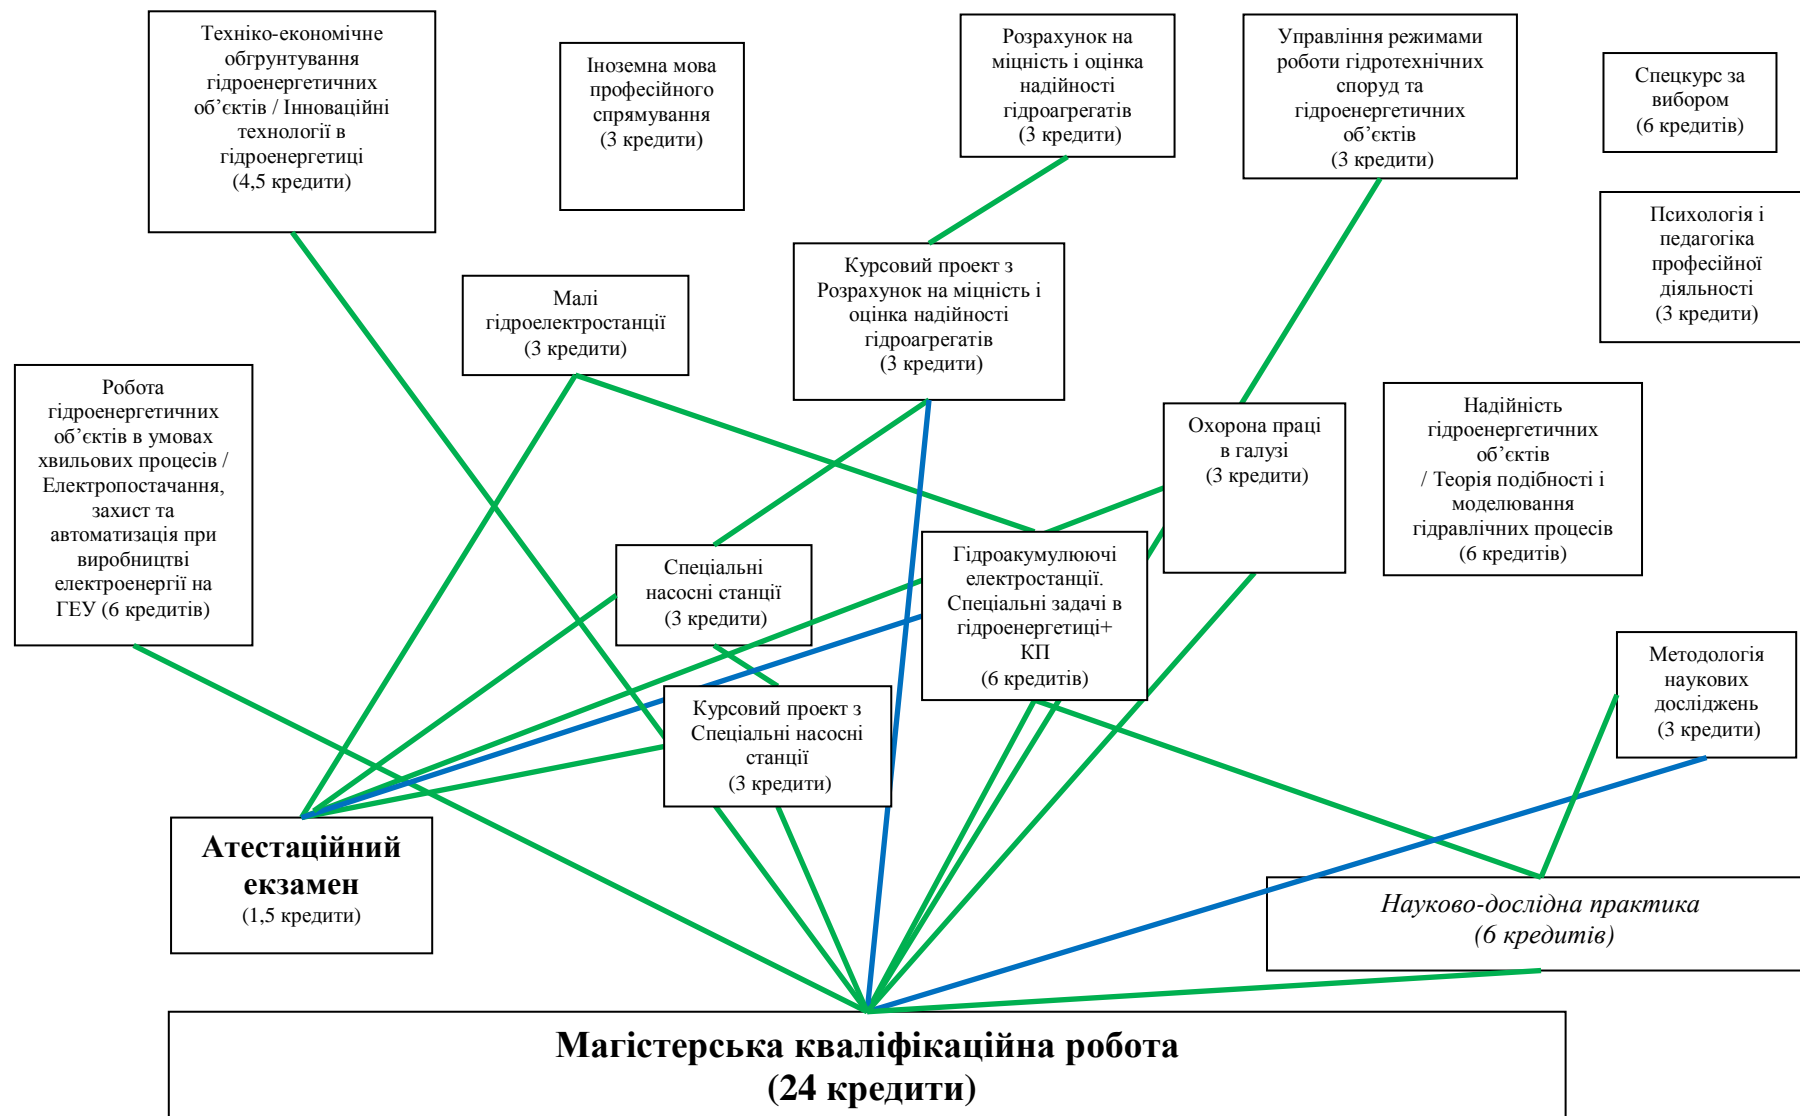 Техніко-економічне
обгрунтування
гідроенергетичних
об’єктів / Інноваційні
технології в
гідроенергетиці
(4,5 кредити)
Іноземна мова
професійного
спрямування
(3 кредити)
Розрахунок на
міцність і оцінка
надійності
гідроагрегатів
(3 кредити)
Управління режимами
роботи гідротехнічних
споруд та
гідроенергетичних
об’єктів
(3 кредити)
Спецкурс за
вибором
(6 кредитів)
Психологія і
педагогіка
професійної
діяльності
(3 кредити)
Малі
гідроелектростанції
(3 кредити)
Курсовий проект з
Розрахунок на міцність і
оцінка надійності
гідроагрегатів
(3 кредити)
Робота
гідроенергетичних
об’єктів в умовах
хвильових процесів /
Електропостачання,
захист та
автоматизація при
виробництві
електроенергії на
ГЕУ (6 кредитів)
Охорона праці
в галузі
(3 кредити)
Надійність
гідроенергетичних
об’єктів
/ Теорія подібності і
моделювання
гідравлічних процесів
(6 кредитів)
Спеціальні
насосні станції
(3 кредити)
Гідроакумулюючі
електростанції.
Спеціальні задачі в
гідроенергетиці+
КП
(6 кредитів)
Методологія
наукових
досліджень
(3 кредити)
Курсовий проект з
Спеціальні насосні
станції
(3 кредити)
Атестаційний
екзамен
(1,5 кредити)
Науково-дослідна практика
(6 кредитів)
Магістерська кваліфікаційна робота
(24 кредити)